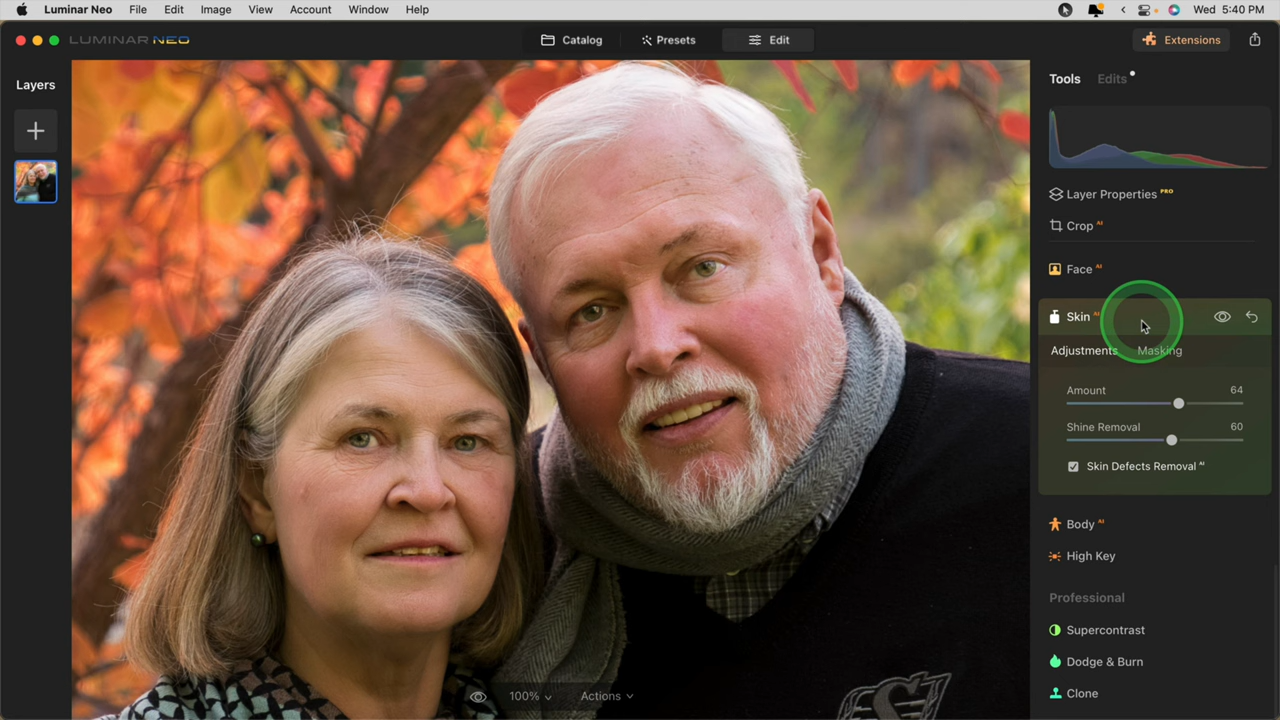 Luminar Neo File Edit Image View Account Window Help Wed 5:40 PM
LUMINAR NEO Catalog Presets Edit Extensions
Layers
Tools Edits
Layer Properties PRO
Crop AI
Face AI
Skin AI
Adjustments Masking
Amount 64
Shine Removal 60
Skin Defects Removal AI
Body AI
High Key
Professional
Supercontrast
Dodge & Burn
Clone
100% Actions
S